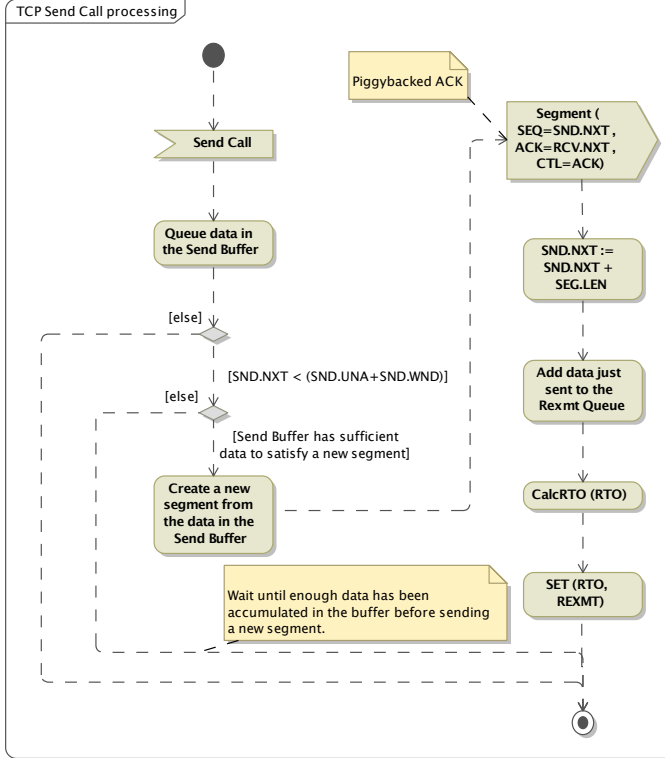 TCP Send Call processing
Send Call
Queue data in
the Send Buffer
[else]
[SND.NXT < (SND.UNA+SND.WND)]
[else]
[Send Buffer has sufficient
data to satisfy a new segment]
Create a new
segment from
the data in the
Send Buffer
Wait until enough data has been
accumulated in the buffer before sending
a new segment.
Piggybacked ACK
Segment (
SEQ=SND.NXT ,
ACK=RCV.NXT ,
CTL=ACK)
SND.NXT :=
SND.NXT +
SEG.LEN
Add data just
sent to the
Rexmt Queue
CalcRTO (RTO)
SET (RTO,
REXMT)